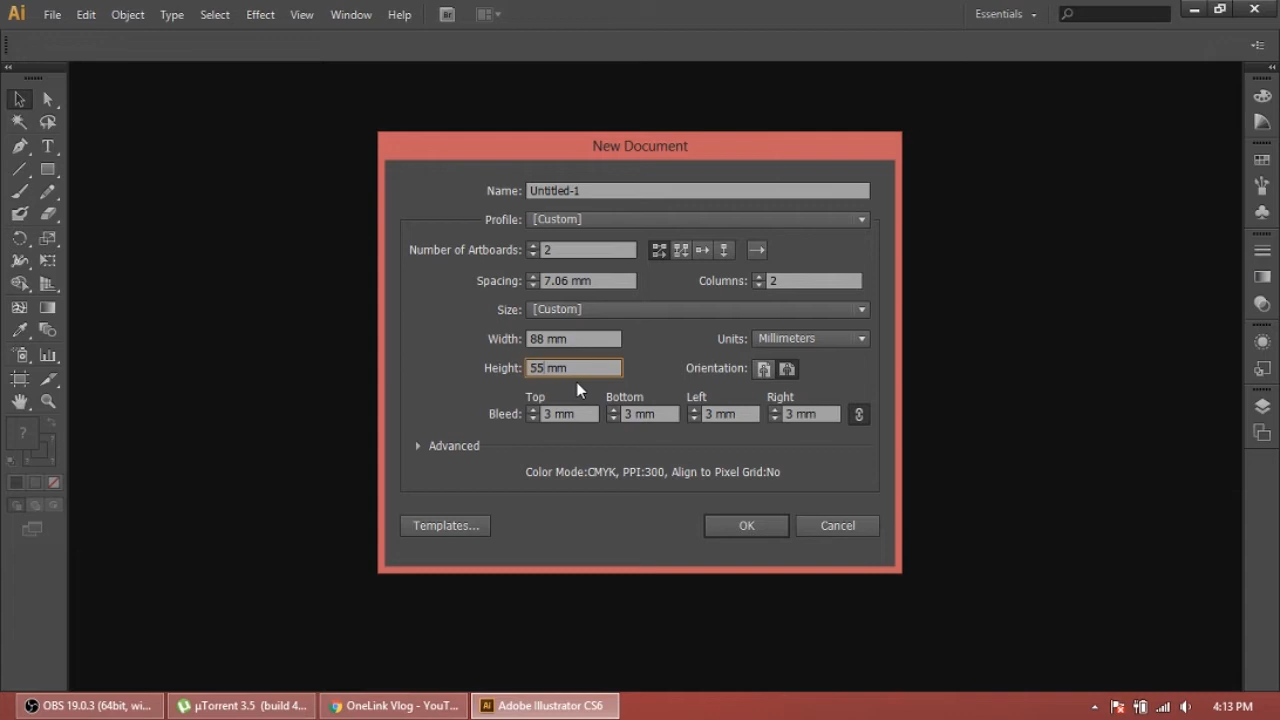 Ai File Edit Object Type Select Effect View Window Help Br Essentials
New Document
Name: Untitled-1
Profile: [Custom]
Number of Artboards: 2
Spacing: 7.06 mm Columns: 2
Size: [Custom]
Width: 88 mm Units: Millimeters
Height: 55 mm Orientation:
Top Bottom Left Right
Bleed: 3 mm 3 mm 3 mm 3 mm
Advanced
Color Mode:CMYK, PPI:300, Align to Pixel Grid:No
Templates... OK Cancel
?
OBS 19.0.3 (64bit, wi... µTorrent 3.5 (build 4... OneLink Vlog - YouT... Ai Adobe Illustrator CS6 4:13 PM